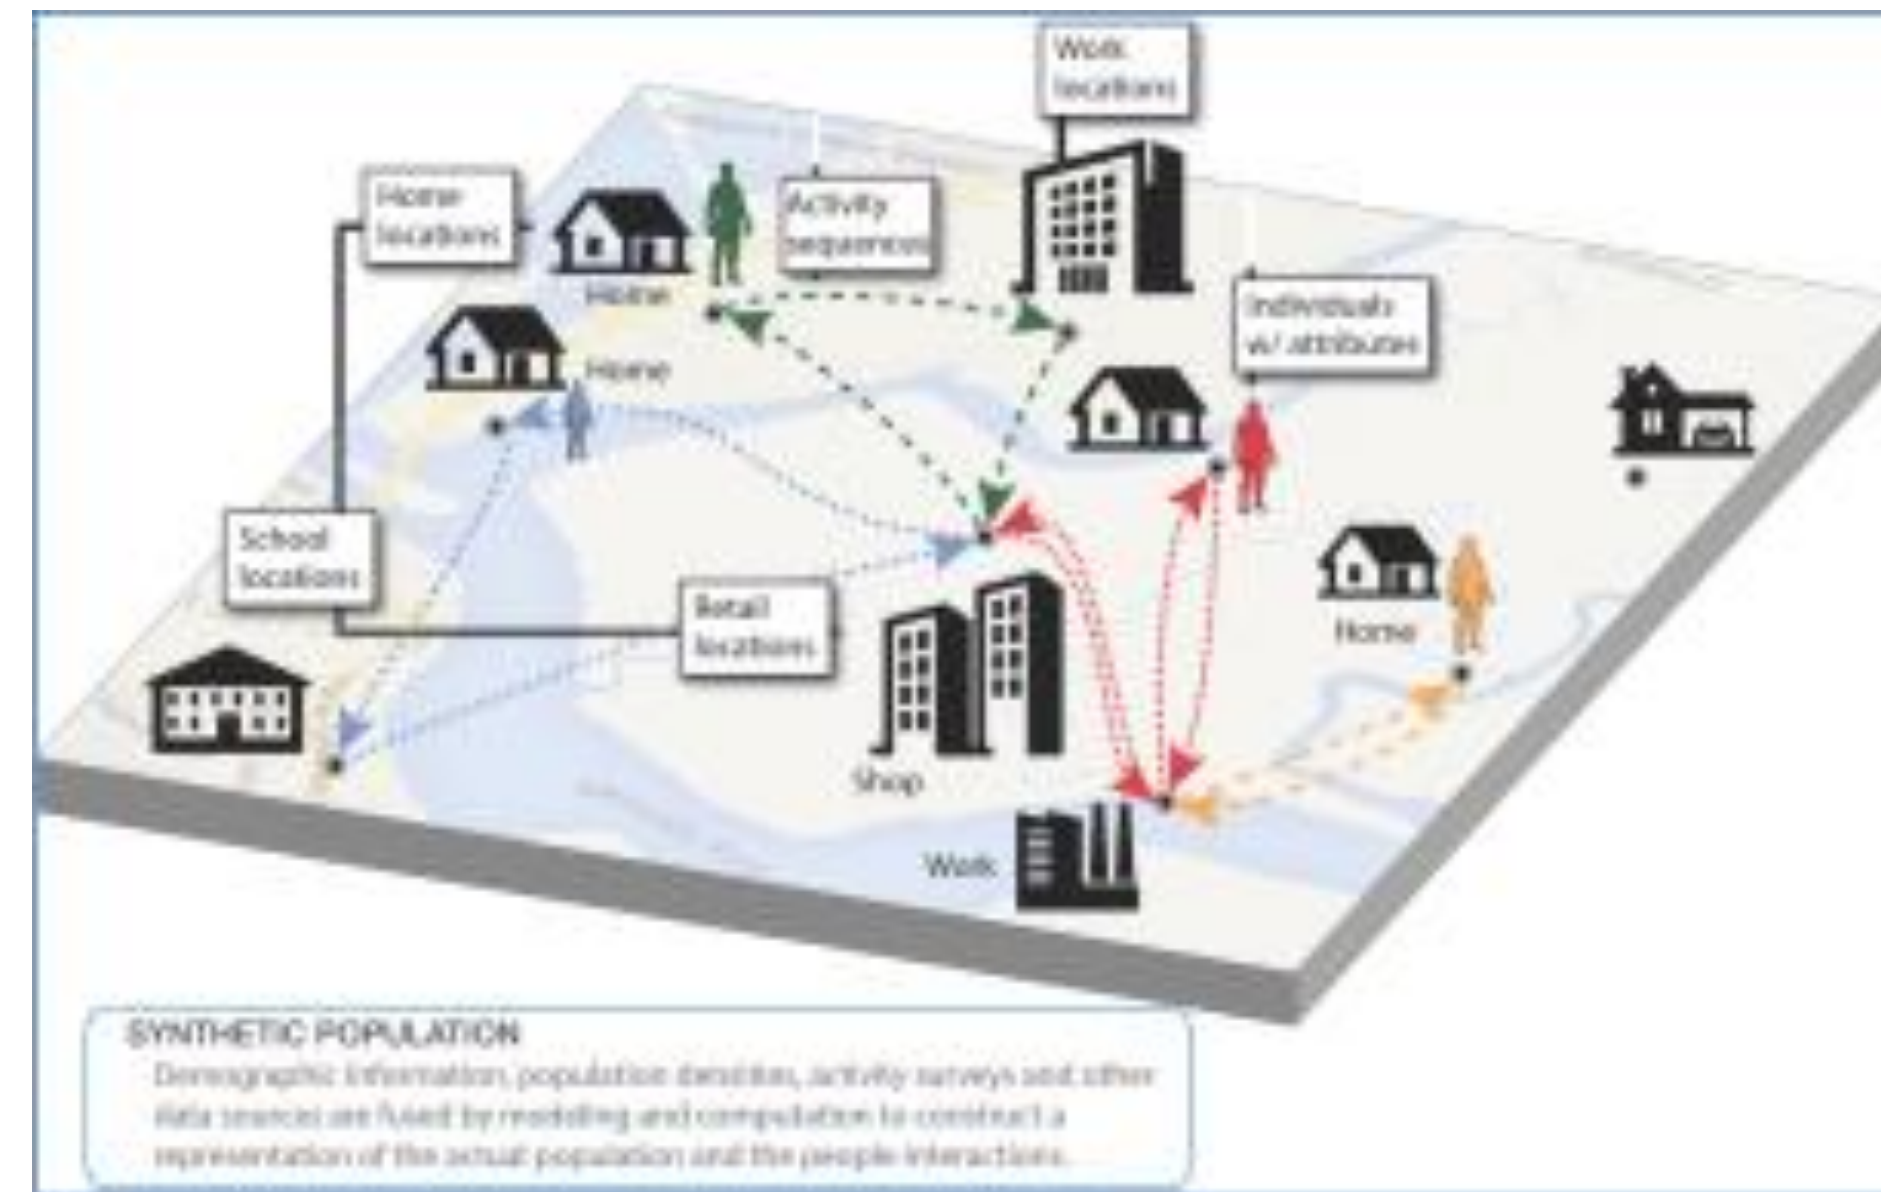 Work
locations
Home
locations
Activity
sequences
Home
Individuals
w/ attributes
Home
School
locations
Retail
locations
Home
Shop
Work
SYNTHETIC POPULATION
Demographic information, population densities, activity surveys and other
data sources are fused by modeling and computation to construct a
representation of the actual population and the people interactions.